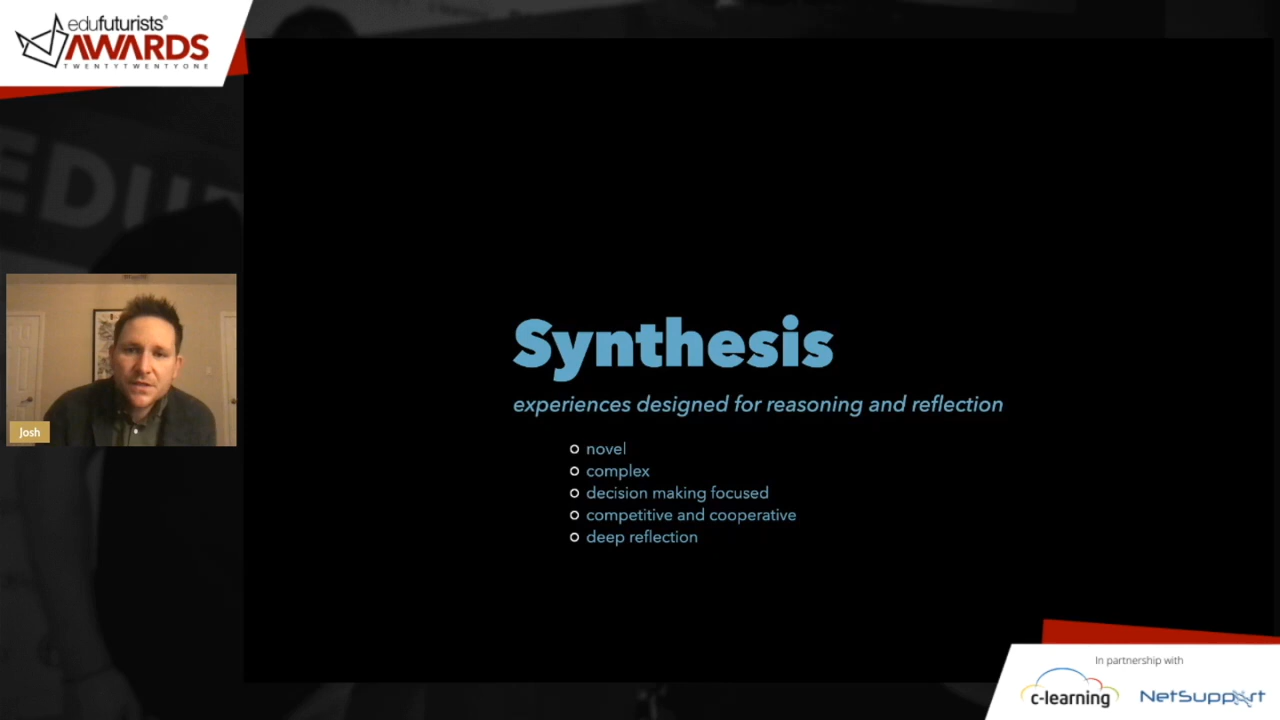 edufuturists®
AWARDS
TWENTYTWENTYONE
EDU
Josh
Synthesis
experiences designed for reasoning and reflection
novel
complex
decision making focused
competitive and cooperative
deep reflection
In partnership with
c-learning
NetSupport